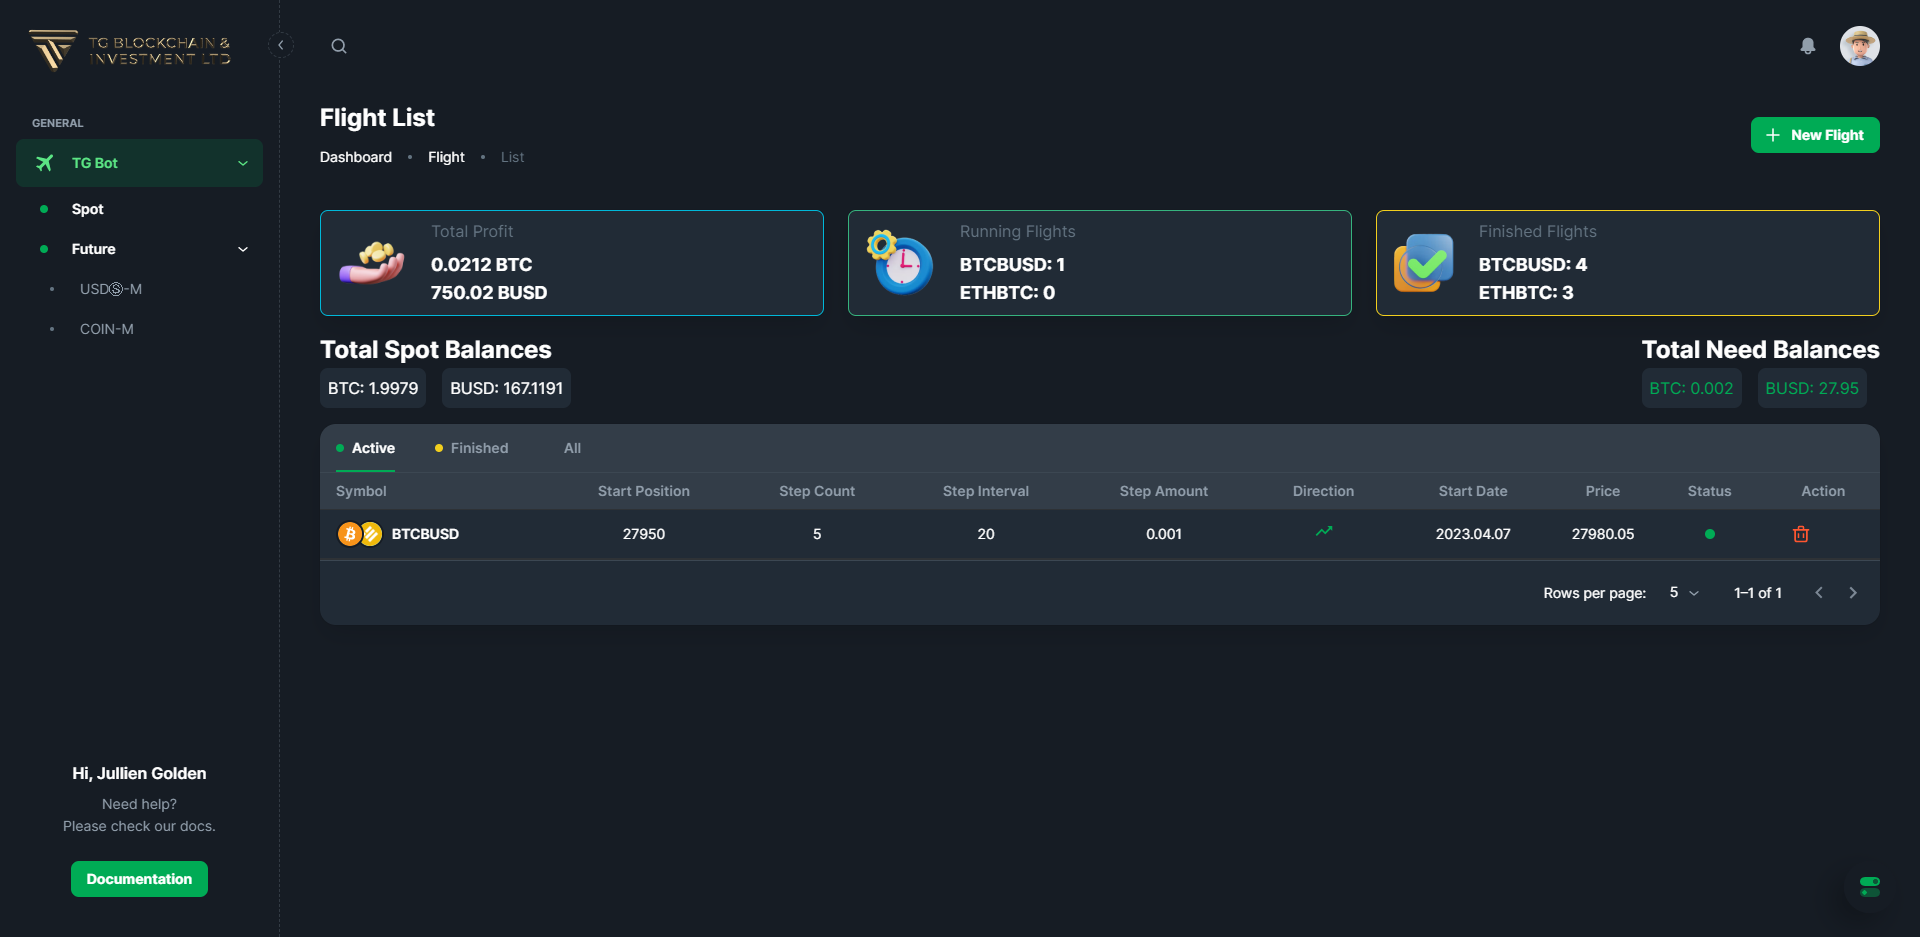 TG BLOCKCHAIN &
INVESTMENT LTD
GENERAL
TG Bot
Spot
Future
USDⓈ-M
COIN-M
Hi, Jullien Golden
Need help?
Please check our docs.
Documentation
Flight List
Dashboard • Flight • List
New Flight
Total Profit
0.0212 BTC
750.02 BUSD
Running Flights
BTCBUSD: 1
ETHBTC: 0
Finished Flights
BTCBUSD: 4
ETHBTC: 3
Total Spot Balances
BTC: 1.9979 BUSD: 167.1191
Total Need Balances
BTC: 0.002 BUSD: 27.95
Active Finished All
Symbol Start Position Step Count Step Interval Step Amount Direction Start Date Price Status Action
BTCBUSD 27950 5 20 0.001 2023.04.07 27980.05
Rows per page: 5 1–1 of 1